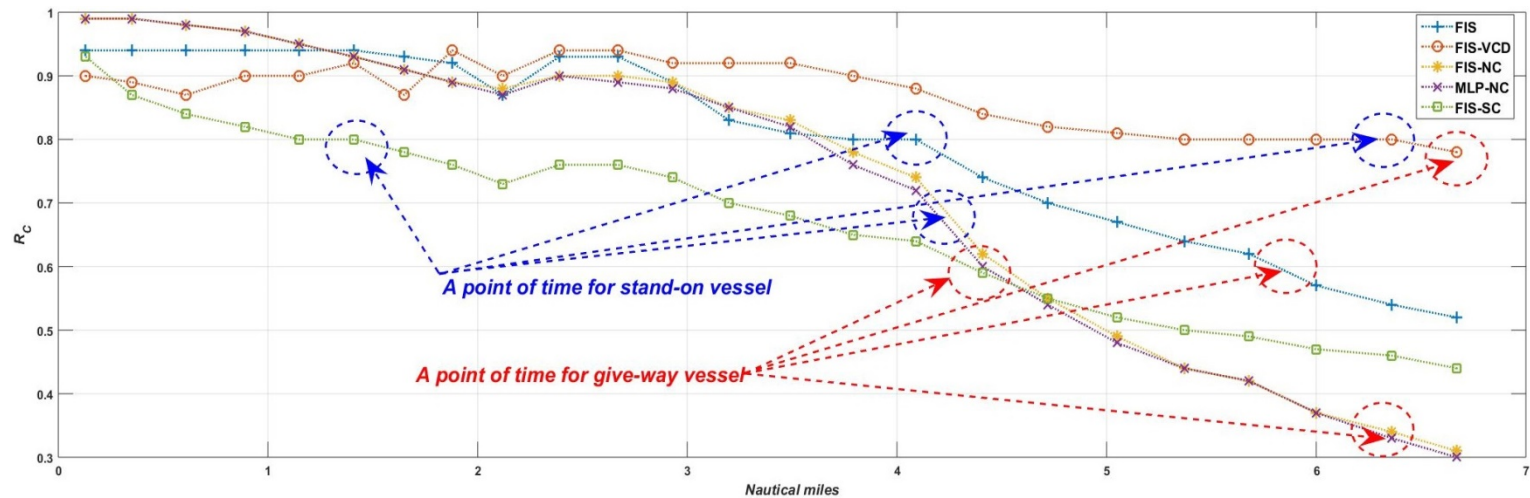 1
0.9
0.8
0.7
0.6
0.5
0.4
0.3
R_C
FIS
FIS-VCD
FIS-NC
MLP-NC
FIS-SC
A point of time for stand-on vessel
A point of time for give-way vessel
0 1 2 3 4 5 6 7
Nautical miles